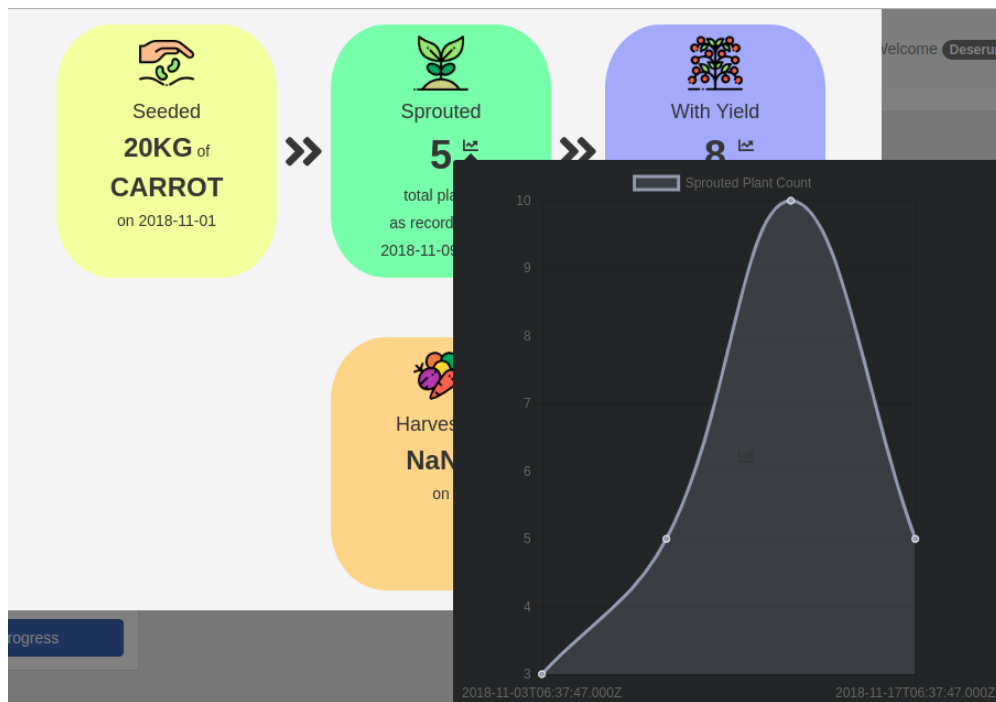 Welcome Deserun
Seeded
20KG of
CARROT
on 2018-11-01
Sprouted
5
total pla
as record
2018-11-09
With Yield
8
Harves
NaN
on
rogress
Sprouted Plant Count
10
9
8
7
6
5
4
3
2018-11-03T06:37:47.000Z
2018-11-17T06:37:47.000Z